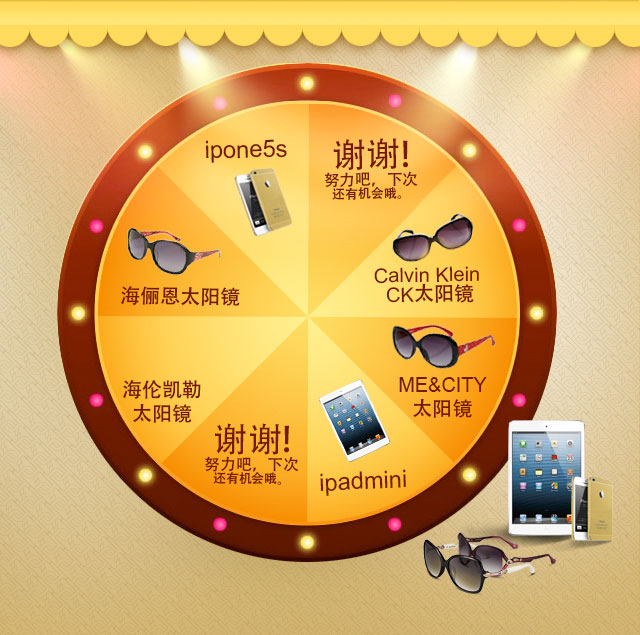 ipone5s
谢谢!
努力吧，下次
还有机会哦。
Calvin Klein
CK太阳镜
海俪恩太阳镜
ME&CITY
太阳镜
海伦凯勒
太阳镜
谢谢!
努力吧，下次
还有机会哦。
ipadmini